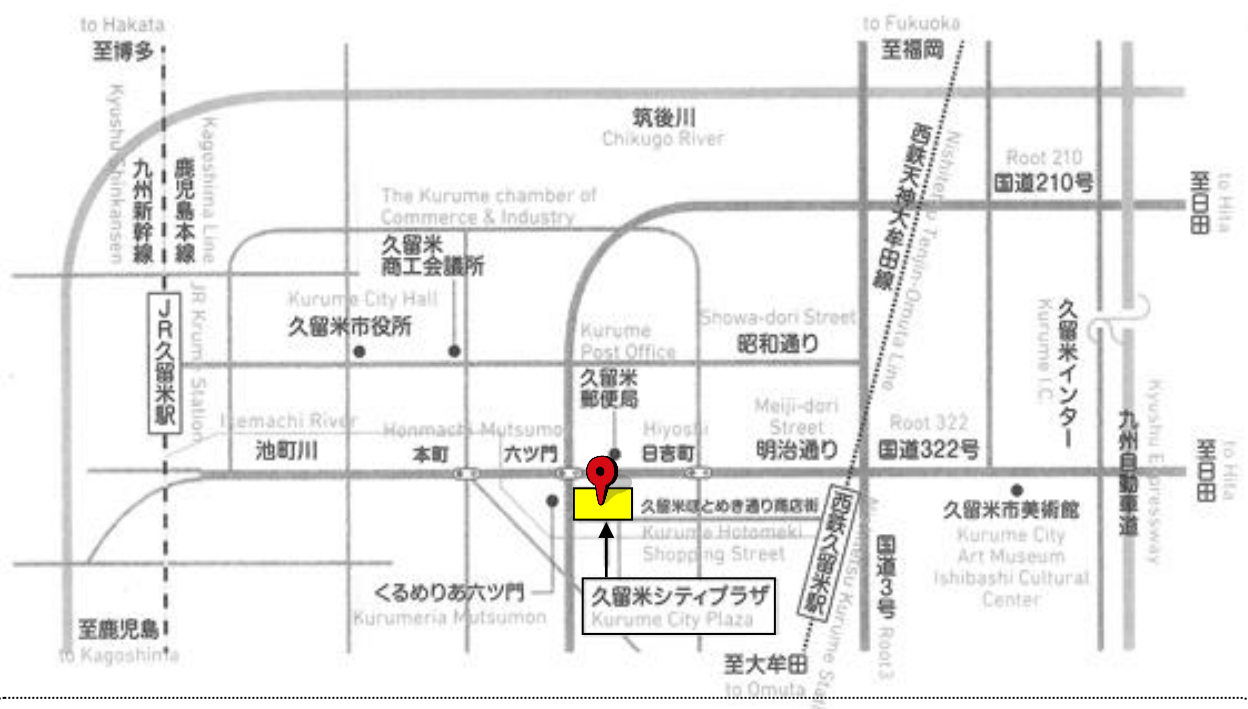 to Hakata
至博多
to Fukuoka
至福岡
筑後川
Chikugo River
Kyushu Shinkansen
九州新幹線
鹿児島本線
Kagoshima Line
西鉄天神大牟田線
Nishitetsu Tenjin-Omuta Line
Root 210
国道210号
至日田
to Hita
The Kurume chamber of
Commerce & Industry
久留米
商工会議所
Kurume City Hall
久留米市役所
JR久留米駅
JR Krume Station
Kurume
Post Office
久留米
郵便局
Showa-dori Street
昭和通り
久留米インター
Kurume I.C.
Ikemachi River
池町川
Honmachi
本町
Mutsumo
六ツ門
Hiyoshi
日吉町
Meiji-dori
Street
明治通り
Root 322
国道322号
九州自動車道
Kyushu Expressway
至日田
to Hita
久留米ほとめき通り商店街
Kurume Hotomeki
Shopping Street
西鉄久留米駅
国道3号
Root3
久留米市美術館
Kurume City
Art Museum
Ishibashi Cultural
Center
くるめりあ六ツ門
Kurumeria Mutsumon
久留米シティプラザ
Kurume City Plaza
至鹿児島
to Kagoshima
至大牟田
to Omuta